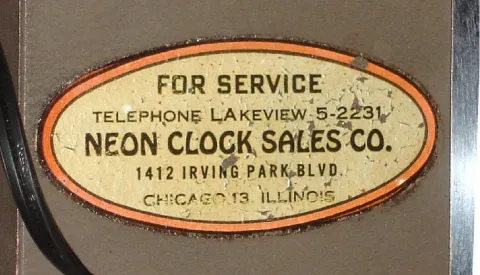 FOR SERVICE
TELEPHONE LAKEVIEW 5-2231
NEON CLOCK SALES CO.
1412 IRVING PARK BLVD.
CHICAGO 13, ILLINOIS